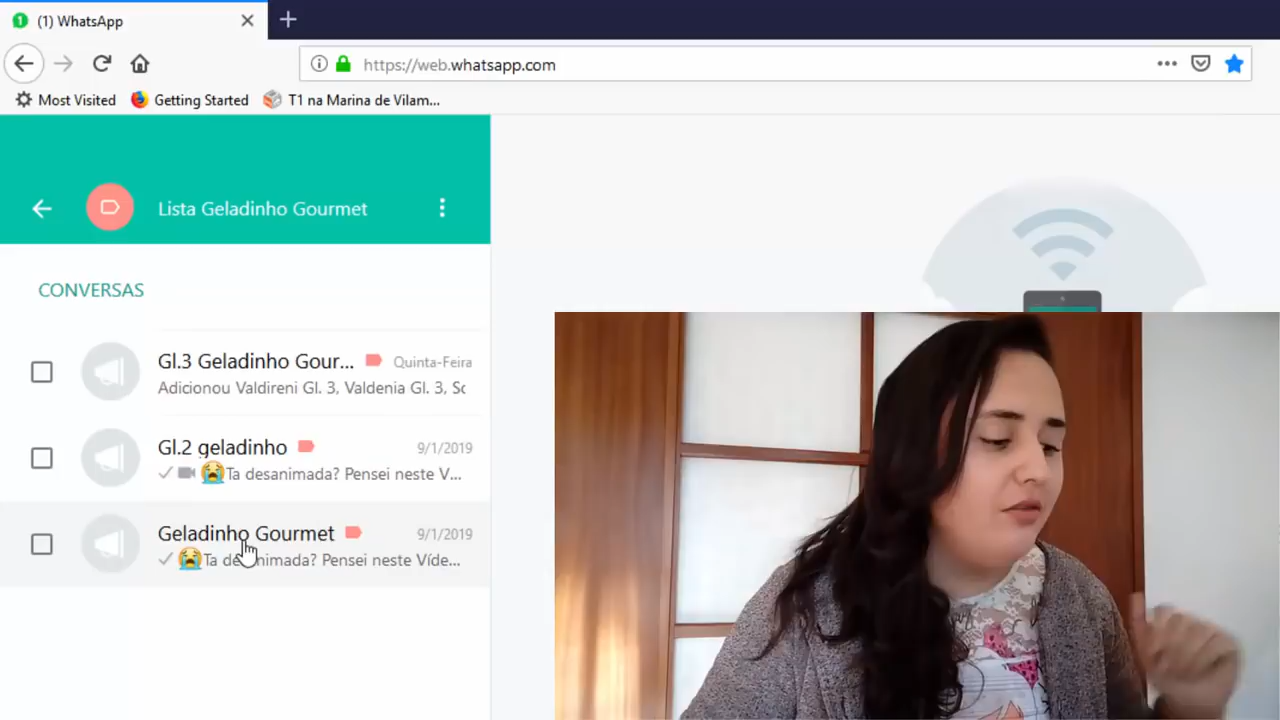 (1) WhatsApp
https://web.whatsapp.com
Most Visited Getting Started T1 na Marina de Vilam...
Lista Geladinho Gourmet
CONVERSAS
Gl.3 Geladinho Gour... Quinta-Feira
Adicionou Valdireni Gl. 3, Valdenia Gl. 3, Sc
Gl.2 geladinho 9/1/2019
😭Ta desanimada? Pensei neste V...
Geladinho Gourmet 9/1/2019
😭Ta desanimada? Pensei neste Víde...